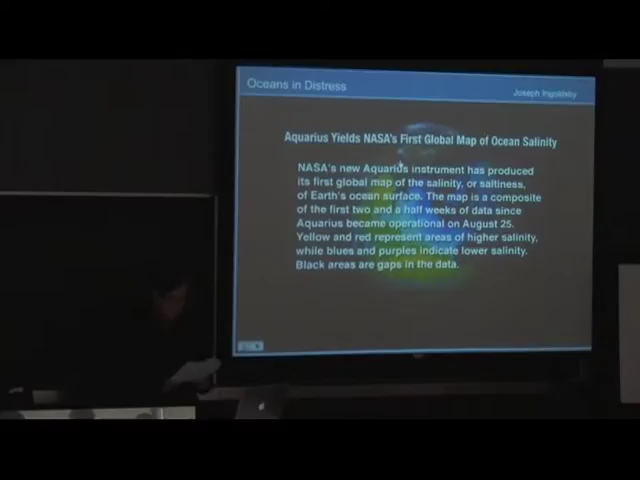 Oceans in Distress
Joseph Ingoldsby
Aquarius Yields NASA's First Global Map of Ocean Salinity
NASA's new Aquarius instrument has produced
its first global map of the salinity, or saltiness,
of Earth's ocean surface. The map is a composite
of the first two and a half weeks of data since
Aquarius became operational on August 25.
Yellow and red represent areas of higher salinity,
while blues and purples indicate lower salinity.
Black areas are gaps in the data.